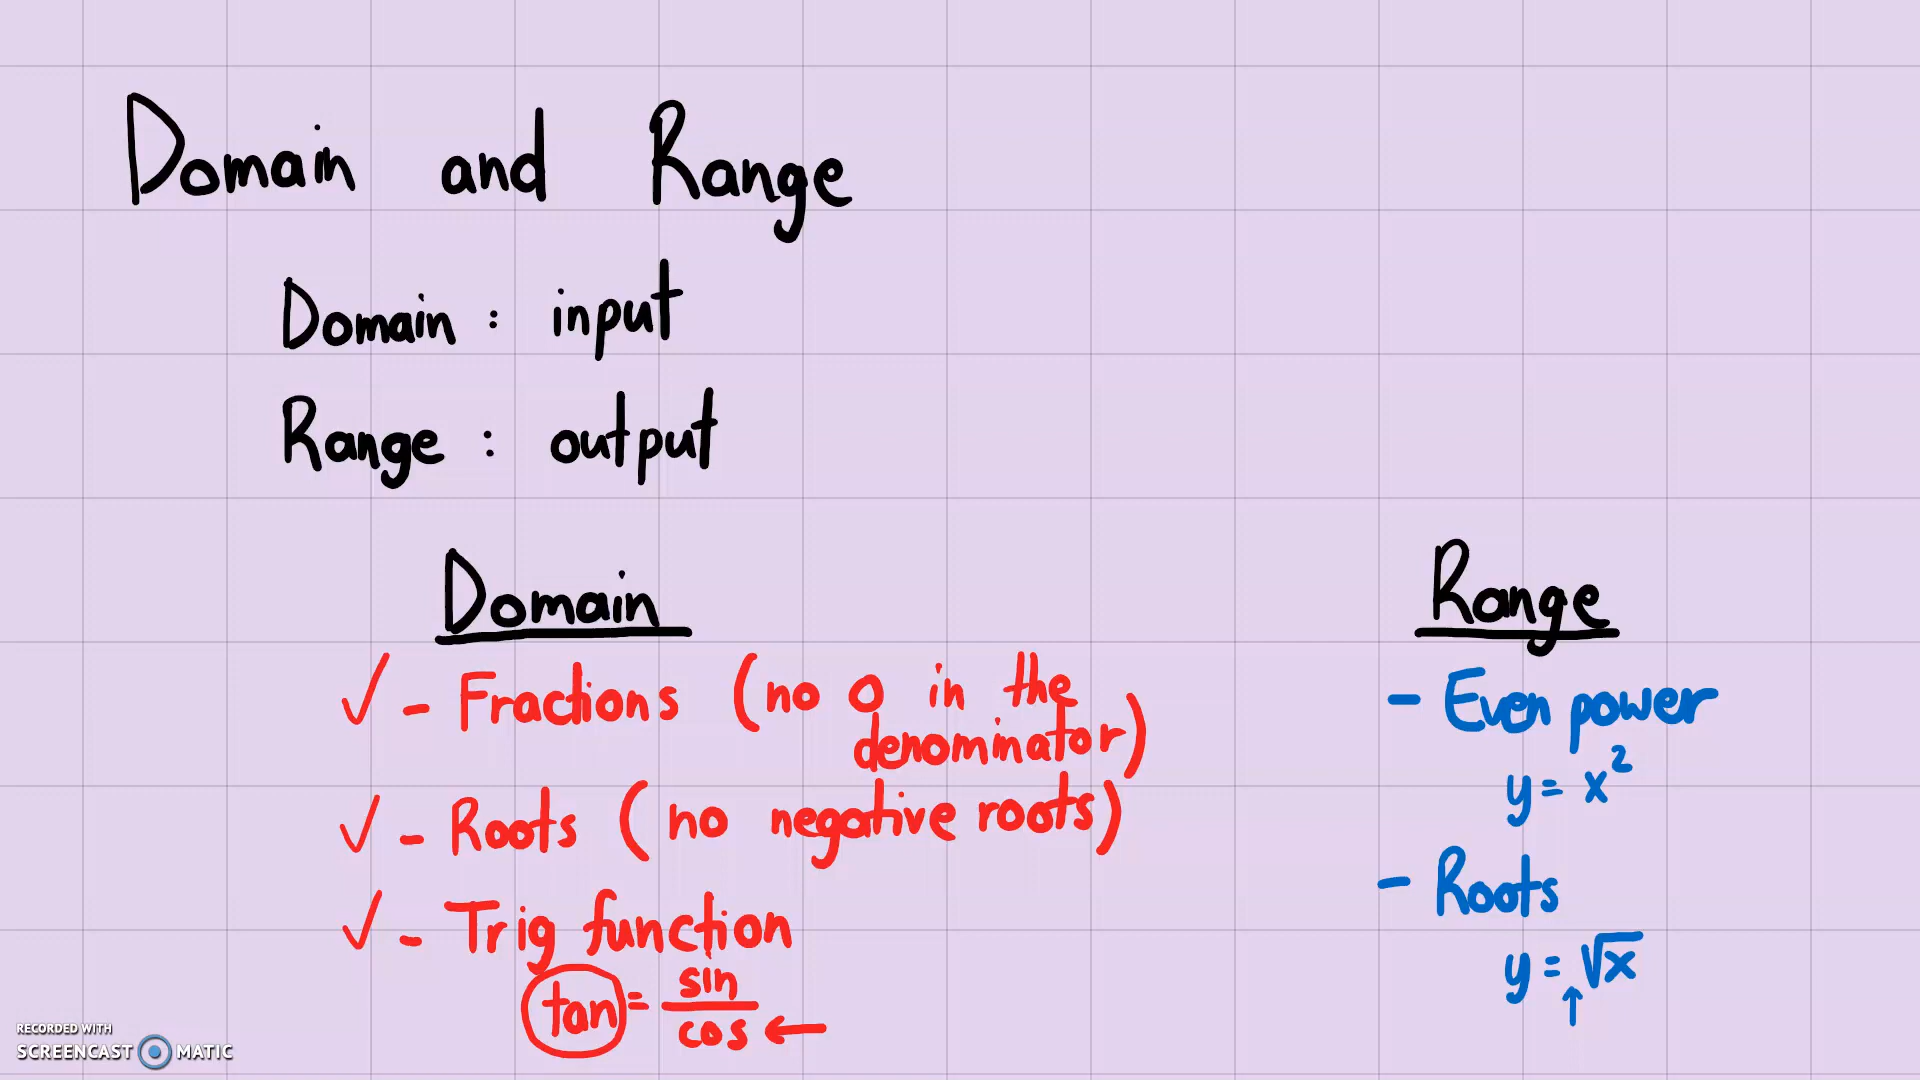 Domain and Range
Domain : input
Range : output
Domain
✓ - Fractions (no 0 in the
denominator)
✓ - Roots (no negative roots)
✓ - Trig function
tan = sin
cos ←
Range
- Even power
y = x²
- Roots
y = √x
↑
RECORDED WITH
SCREENCAST MATIC